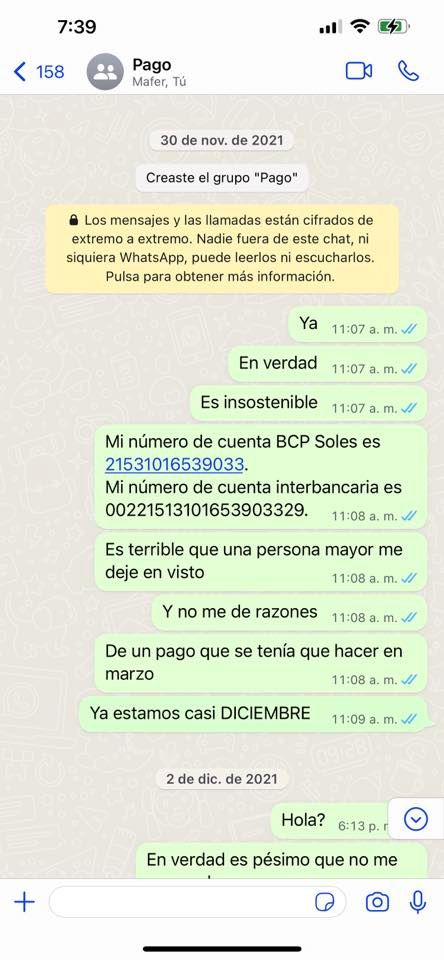 7:39
158
Pago
Mafer, Tú
30 de nov. de 2021
Creaste el grupo "Pago"
Los mensajes y las llamadas están cifrados de
extremo a extremo. Nadie fuera de este chat, ni
siquiera WhatsApp, puede leerlos ni escucharlos.
Pulsa para obtener más información.
Ya 11:07 a. m.
En verdad 11:07 a. m.
Es insostenible 11:07 a. m.
Mi número de cuenta BCP Soles es
21531016539033.
Mi número de cuenta interbancaria es
00221513101653903329. 11:08 a. m.
Es terrible que una persona mayor me
deje en visto 11:08 a. m.
Y no me de razones 11:08 a. m.
De un pago que se tenía que hacer en
marzo 11:08 a. m.
Ya estamos casi DICIEMBRE 11:09 a. m.
2 de dic. de 2021
Hola? 6:13 p.
En verdad es pésimo que no me